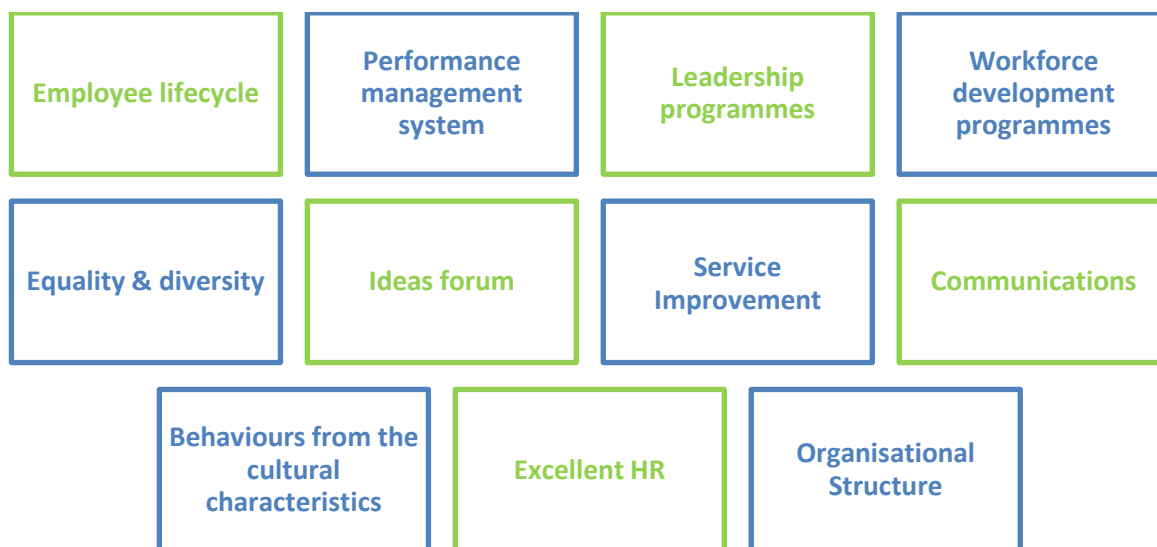 Employee lifecycle
Performance
management
system
Leadership
programmes
Workforce
development
programmes
Equality & diversity
Ideas forum
Service
Improvement
Communications
Behaviours from the
cultural
characteristics
Excellent HR
Organisational
Structure